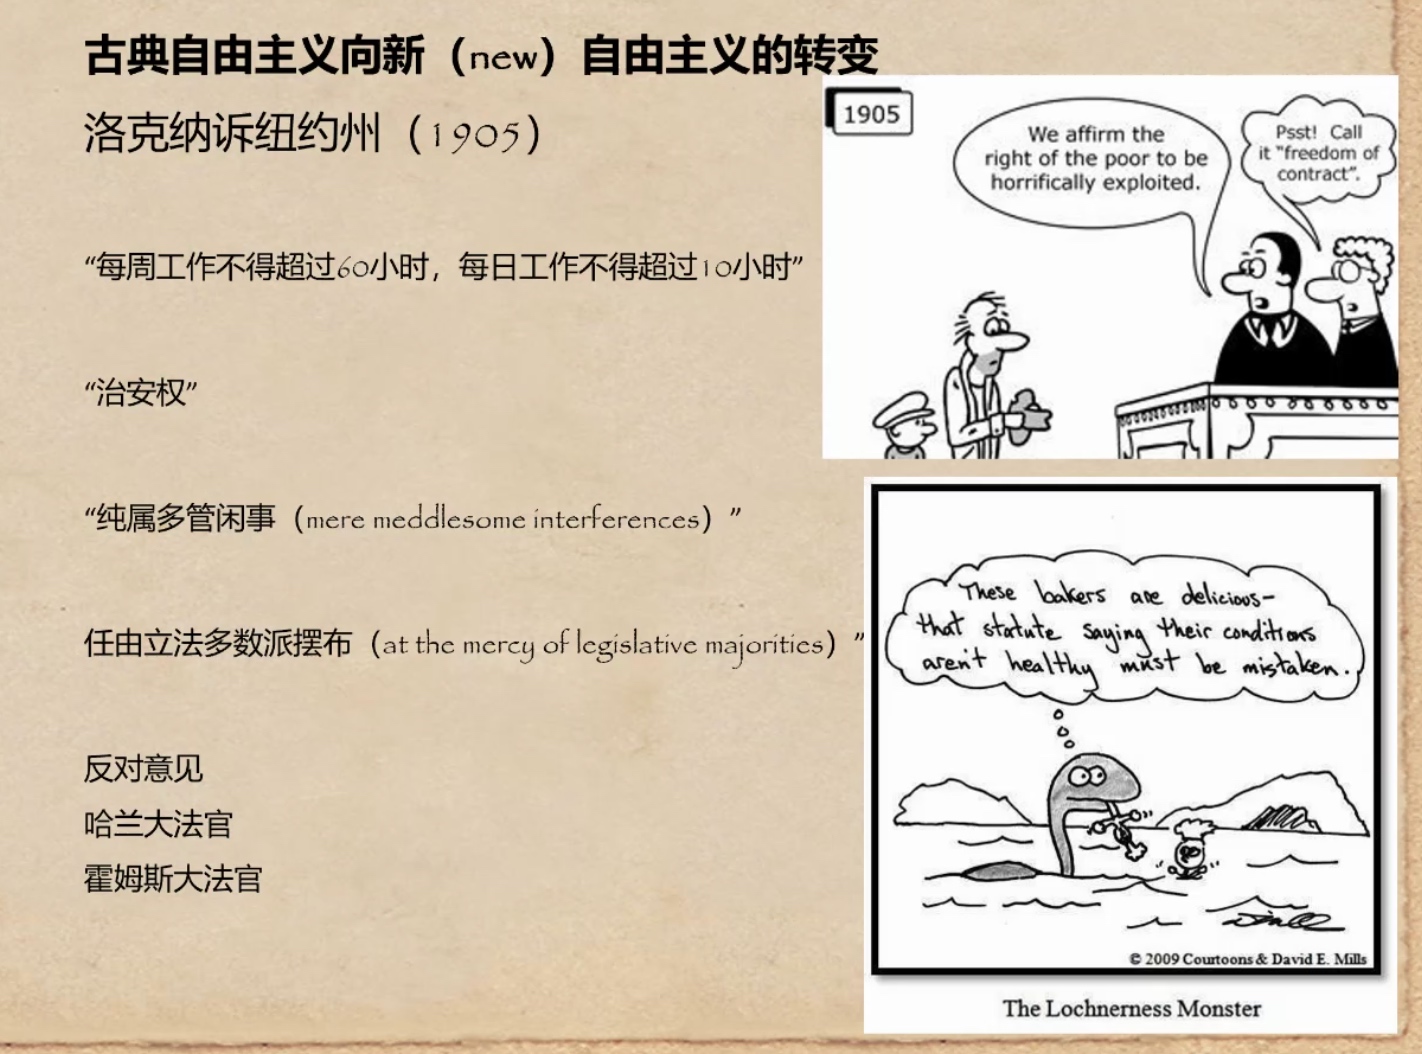 古典自由主义向新（new）自由主义的转变
洛克纳诉纽约州（1905）
“每周工作不得超过60小时，每日工作不得超过10小时”
“治安权”
“纯属多管闲事（mere meddlesome interferences）”
任由立法多数派摆布（at the mercy of legislative majorities）”
反对意见
哈兰大法官
霍姆斯大法官
1905
We affirm the
right of the poor to be
horrifically exploited.
Psst! Call
it “freedom of
contract”.
These bakers are delicious-
that statute saying their conditions
aren't healthy must be mistaken.
© 2009 Courtoons & David E. Mills
The Lochnerness Monster